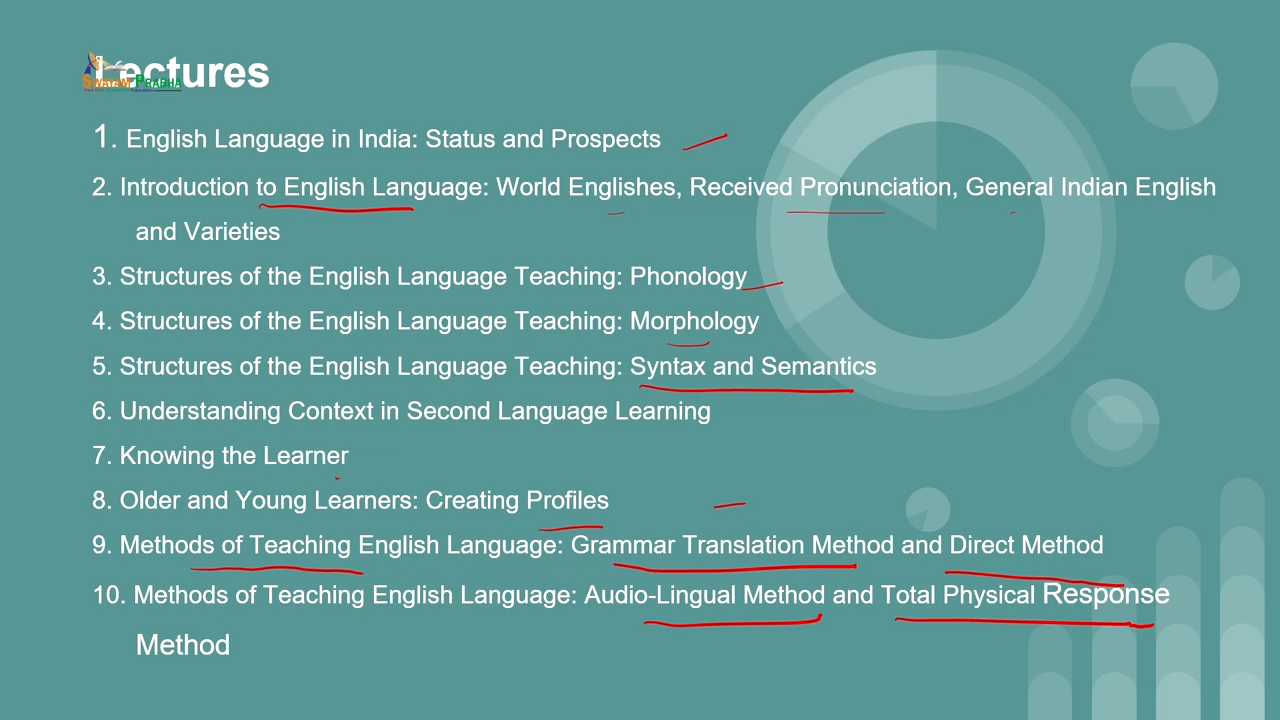 Lectures
SWAYAM PRABHA
1. English Language in India: Status and Prospects
2. Introduction to English Language: World Englishes, Received Pronunciation, General Indian English
and Varieties
3. Structures of the English Language Teaching: Phonology
4. Structures of the English Language Teaching: Morphology
5. Structures of the English Language Teaching: Syntax and Semantics
6. Understanding Context in Second Language Learning
7. Knowing the Learner
8. Older and Young Learners: Creating Profiles
9. Methods of Teaching English Language: Grammar Translation Method and Direct Method
10. Methods of Teaching English Language: Audio-Lingual Method and Total Physical Response
Method